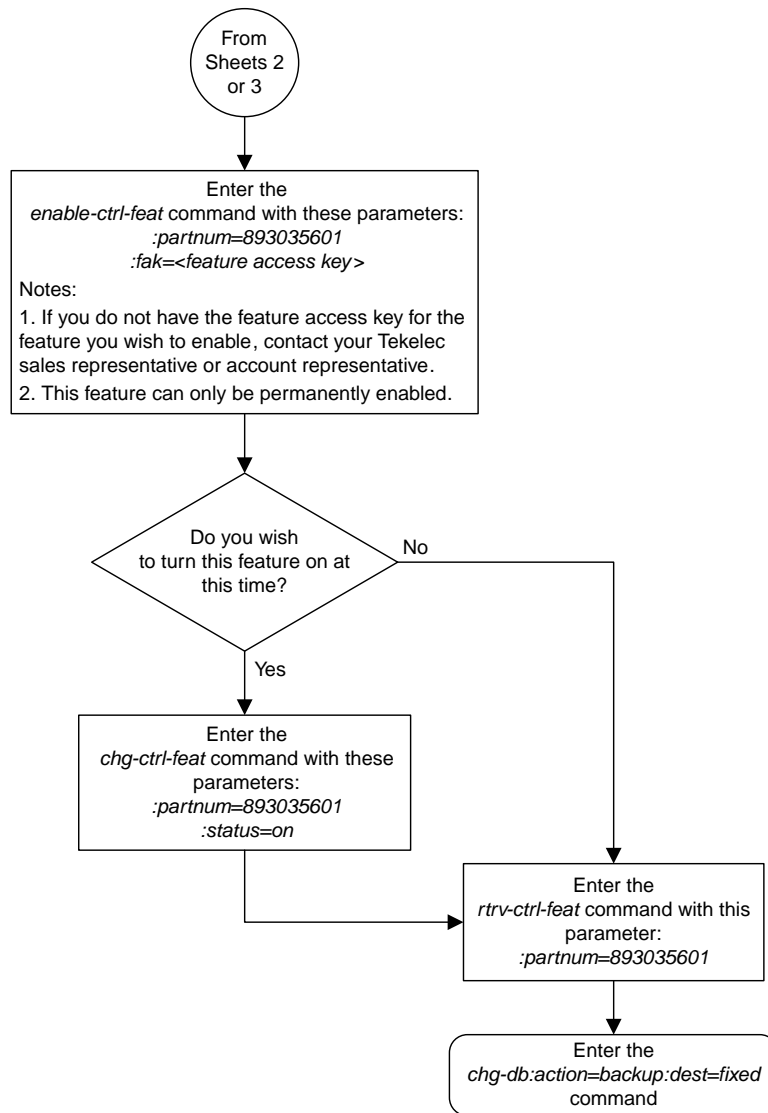 From
Sheets 2
or 3
Enter the
enable-ctrl-feat command with these parameters:
:partnum=893035601
:fak=<feature access key>
Notes:
1. If you do not have the feature access key for the
feature you wish to enable, contact your Tekelec
sales representative or account representative.
2. This feature can only be permanently enabled.
Do you wish
to turn this feature on at
this time?
No
Yes
Enter the
chg-ctrl-feat command with these
parameters:
:partnum=893035601
:status=on
Enter the
rtrv-ctrl-feat command with this
parameter:
:partnum=893035601
Enter the
chg-db:action=backup:dest=fixed
command